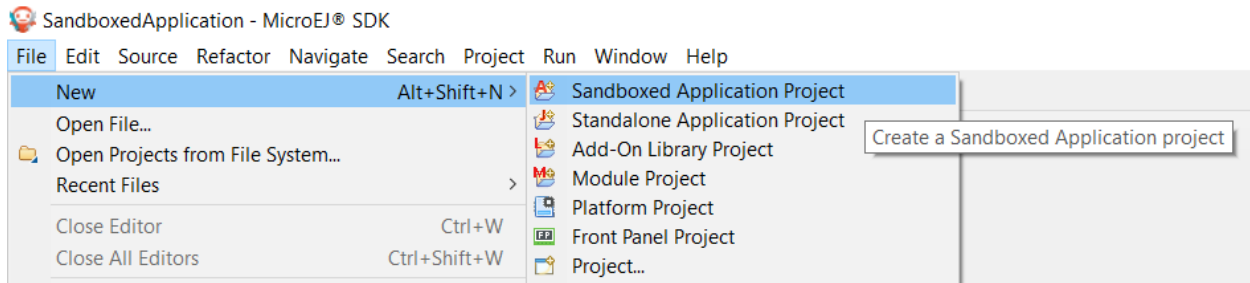 SandboxedApplication - MicroEJ® SDK
File Edit Source Refactor Navigate Search Project Run Window Help
New Alt+Shift+N >
Open File...
Open Projects from File System...
Recent Files >
Close Editor Ctrl+W
Close All Editors Ctrl+Shift+W
Sandboxed Application Project
Standalone Application Project
Create a Sandboxed Application project
Add-On Library Project
Module Project
Platform Project
Front Panel Project
Project...